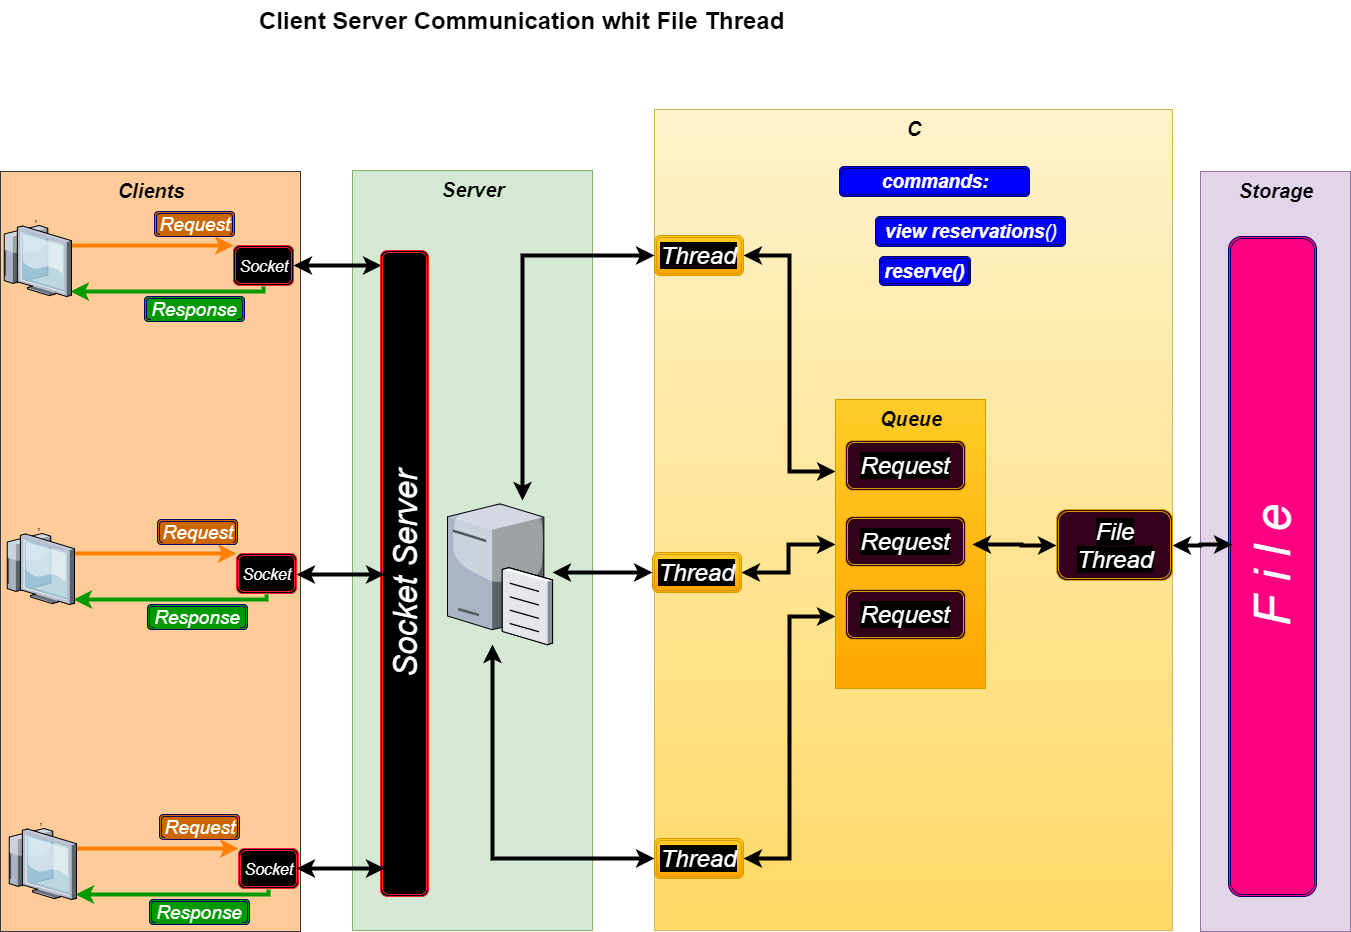 Client Server Communication whit File Thread
Clients
Request
Socket
Response
Request
Socket
Response
Request
Socket
Response
Server
Socket Server
C
commands:
view reservations()
reserve()
Thread
Thread
Thread
Queue
Request
Request
Request
File
Thread
Storage
File